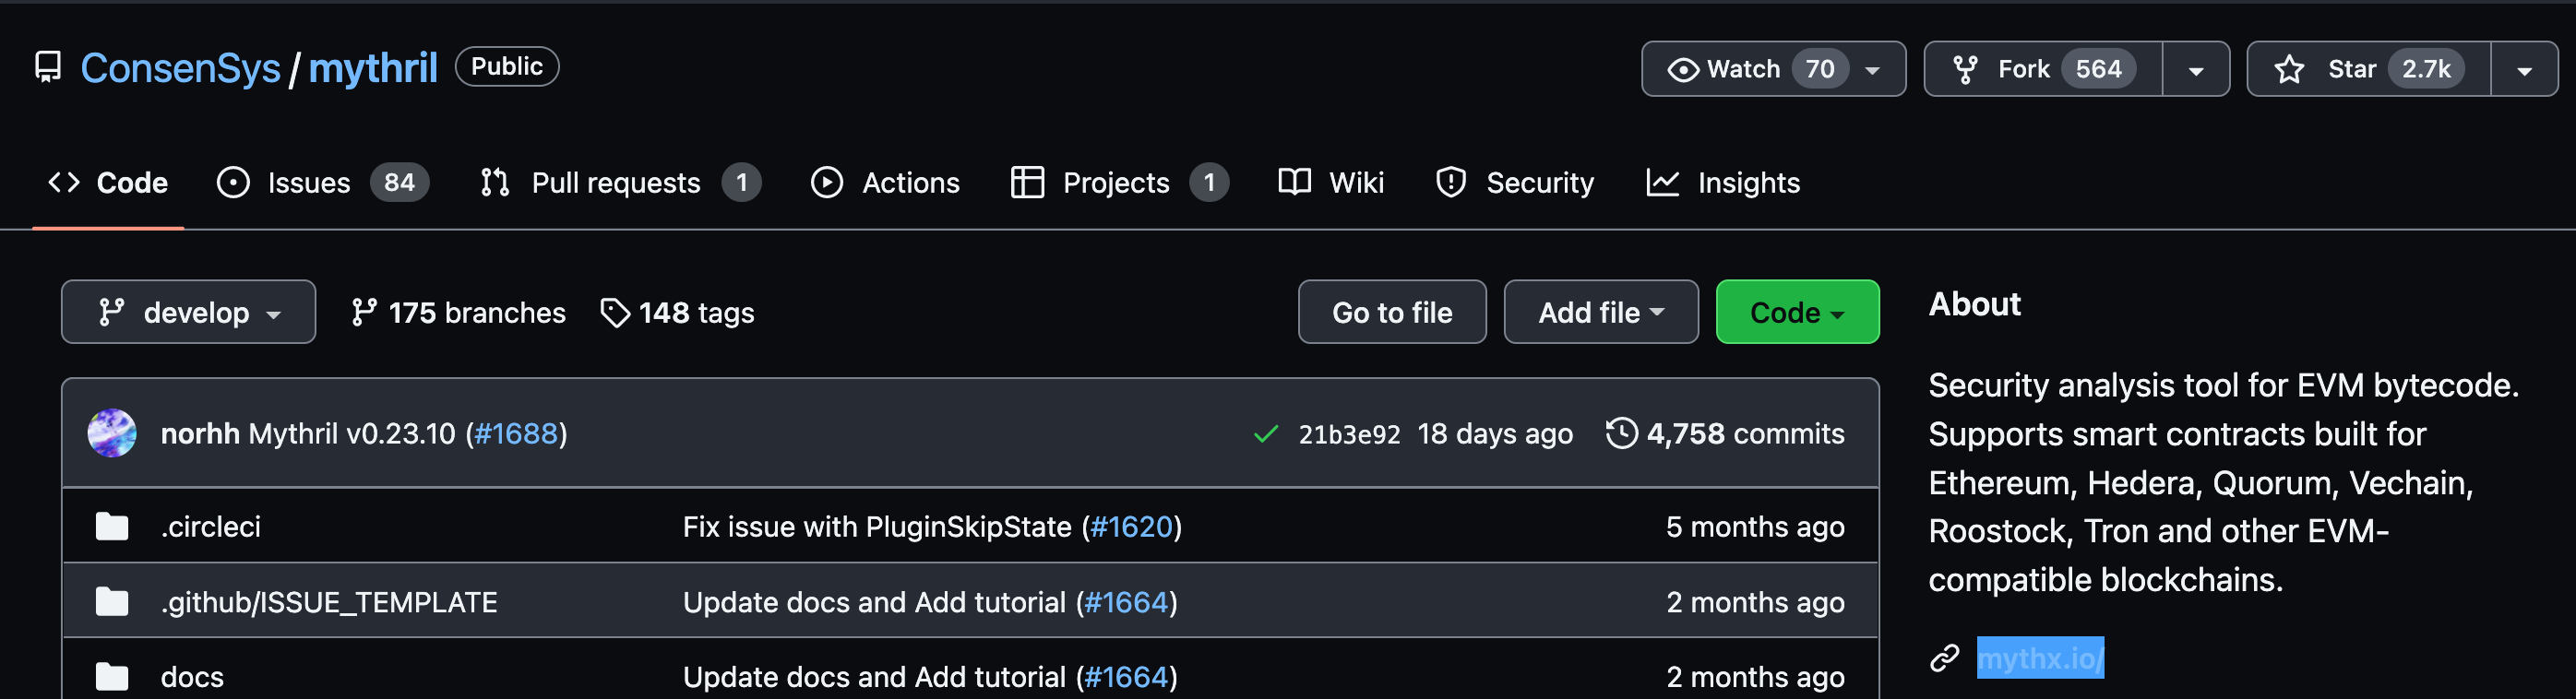 ConsenSys / mythril Public Watch 70 Fork 564 Star 2.7k
Code Issues 84 Pull requests 1 Actions Projects 1 Wiki Security Insights
develop 175 branches 148 tags Go to file Add file Code
norhh Mythril v0.23.10 (#1688) 21b3e92 18 days ago 4,758 commits
.circleci Fix issue with PluginSkipState (#1620) 5 months ago
.github/ISSUE_TEMPLATE Update docs and Add tutorial (#1664) 2 months ago
docs Update docs and Add tutorial (#1664) 2 months ago
About
Security analysis tool for EVM bytecode.
Supports smart contracts built for
Ethereum, Hedera, Quorum, Vechain,
Roostock, Tron and other EVM-
compatible blockchains.
mythx.io/